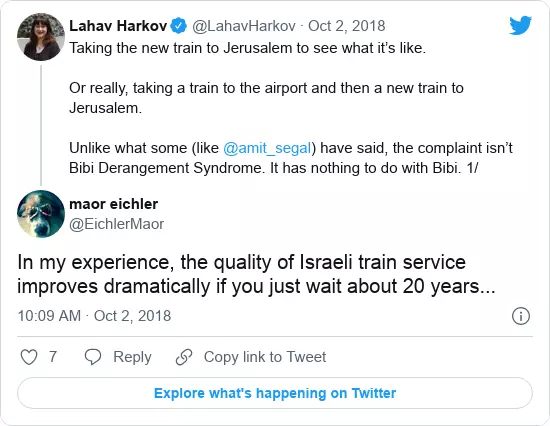 Lahav Harkov @LahavHarkov · Oct 2, 2018
Taking the new train to Jerusalem to see what it’s like.
Or really, taking a train to the airport and then a new train to
Jerusalem.
Unlike what some (like @amit_segal) have said, the complaint isn’t
Bibi Derangement Syndrome. It has nothing to do with Bibi. 1/
maor eichler
@EichlerMaor
In my experience, the quality of Israeli train service
improves dramatically if you just wait about 20 years...
10:09 AM · Oct 2, 2018
7 Reply Copy link to Tweet
Explore what's happening on Twitter